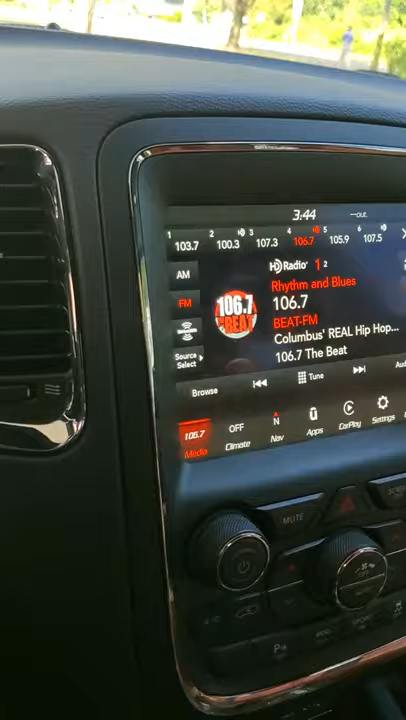 3:44
1 2 3 4 5 6
103.7 100.3 107.3 106.7 105.9 107.5
AM
HD Radio 1 2
Rhythm and Blues
FM
106.7
106.7
THE BEAT
BEAT-FM
Columbus' REAL Hip Hop...
Source
Select
106.7 The Beat
Browse
Tune
106.7
OFF
N
Media
Climate
Nav
Apps
CarPlay
Settings
MUTE
SCREEN
OFF